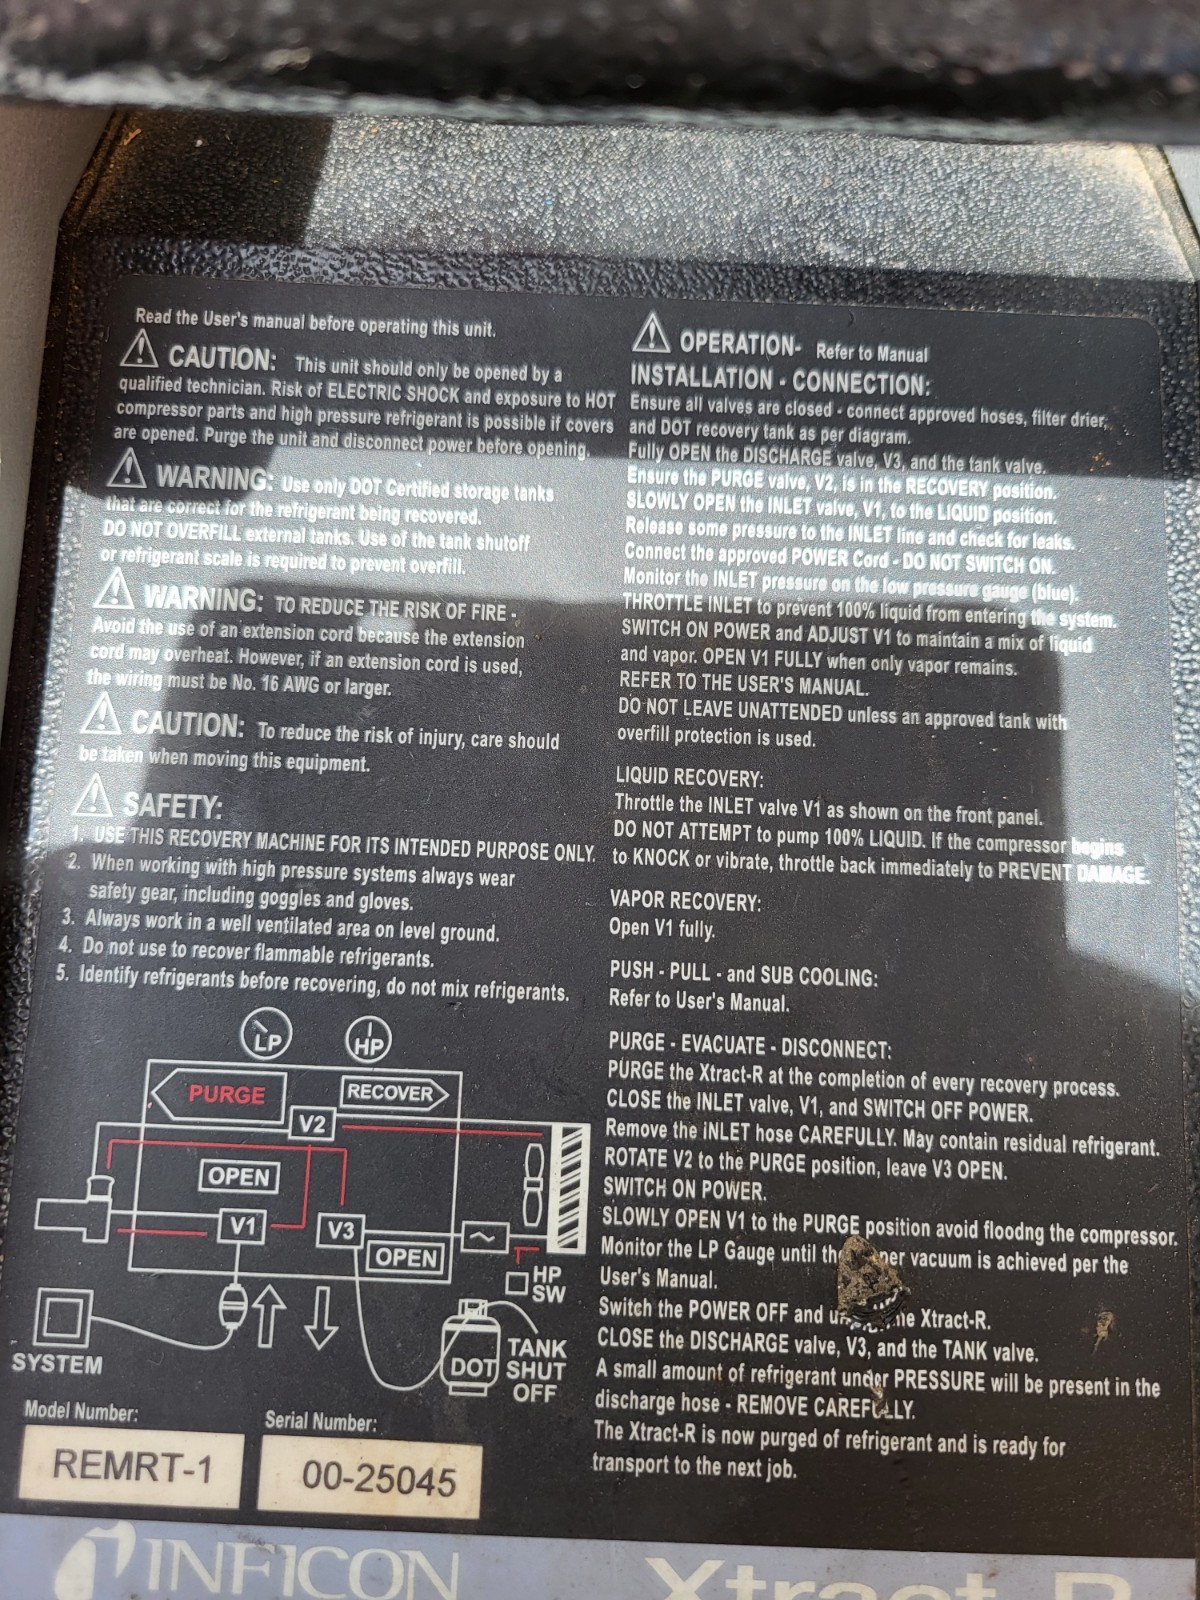 Read the User's manual before operating this unit.
CAUTION: This unit should only be opened by a
qualified technician. Risk of ELECTRIC SHOCK and exposure to HOT
compressor parts and high pressure refrigerant is possible if covers
are opened. Purge the unit and disconnect power before opening.
WARNING: Use only DOT Certified storage tanks
that are correct for the refrigerant being recovered.
DO NOT OVERFILL external tanks. Use of the tank shutoff
or refrigerant scale is required to prevent overfill.
WARNING: TO REDUCE THE RISK OF FIRE -
Avoid the use of an extension cord because the extension
cord may overheat. However, if an extension cord is used,
the wiring must be No. 16 AWG or larger.
CAUTION: To reduce the risk of injury, care should
be taken when moving this equipment.
SAFETY:
1. USE THIS RECOVERY MACHINE FOR ITS INTENDED PURPOSE ONLY.
2. When working with high pressure systems always wear
safety gear, including goggles and gloves.
3. Always work in a well ventilated area on level ground.
4. Do not use to recover flammable refrigerants.
5. Identify refrigerants before recovering, do not mix refrigerants.
LP
HP
PURGE
RECOVER
V2
OPEN
V1
V3
OPEN
HP
SW
SYSTEM
DOT
TANK
SHUT
OFF
Model Number:
REMRT-1
Serial Number:
00-25045
OPERATION- Refer to Manual
INSTALLATION - CONNECTION:
Ensure all valves are closed - connect approved hoses, filter drier,
and DOT recovery tank as per diagram.
Fully OPEN the DISCHARGE valve, V3, and the tank valve.
Ensure the PURGE valve, V2, is in the RECOVERY position.
SLOWLY OPEN the INLET valve, V1, to the LIQUID position.
Release some pressure to the INLET line and check for leaks.
Connect the approved POWER Cord - DO NOT SWITCH ON.
Monitor the INLET pressure on the low pressure gauge (blue).
THROTTLE INLET to prevent 100% liquid from entering the system.
SWITCH ON POWER and ADJUST V1 to maintain a mix of liquid
and vapor. OPEN V1 FULLY when only vapor remains.
REFER TO THE USER'S MANUAL.
DO NOT LEAVE UNATTENDED unless an approved tank with
overfill protection is used.
LIQUID RECOVERY:
Throttle the INLET valve V1 as shown on the front panel.
DO NOT ATTEMPT to pump 100% LIQUID. If the compressor begins
to KNOCK or vibrate, throttle back immediately to PREVENT DAMAGE.
VAPOR RECOVERY:
Open V1 fully.
PUSH - PULL - and SUB COOLING:
Refer to User's Manual.
PURGE - EVACUATE - DISCONNECT:
PURGE the Xtract-R at the completion of every recovery process.
CLOSE the INLET valve, V1, and SWITCH OFF POWER.
Remove the INLET hose CAREFULLY. May contain residual refrigerant.
ROTATE V2 to the PURGE position, leave V3 OPEN.
SWITCH ON POWER.
SLOWLY OPEN V1 to the PURGE position avoid floodng the compressor.
Monitor the LP Gauge until vacuum is achieved per the
User's Manual.
Switch the POWER OFF and Xtract-R.
CLOSE the DISCHARGE valve, V3, and the TANK valve.
A small amount of refrigerant under PRESSURE will be present in the
discharge hose - REMOVE CAREFULLY.
The Xtract-R is now purged of refrigerant and is ready for
transport to the next job.
INFICON
Xtract-R